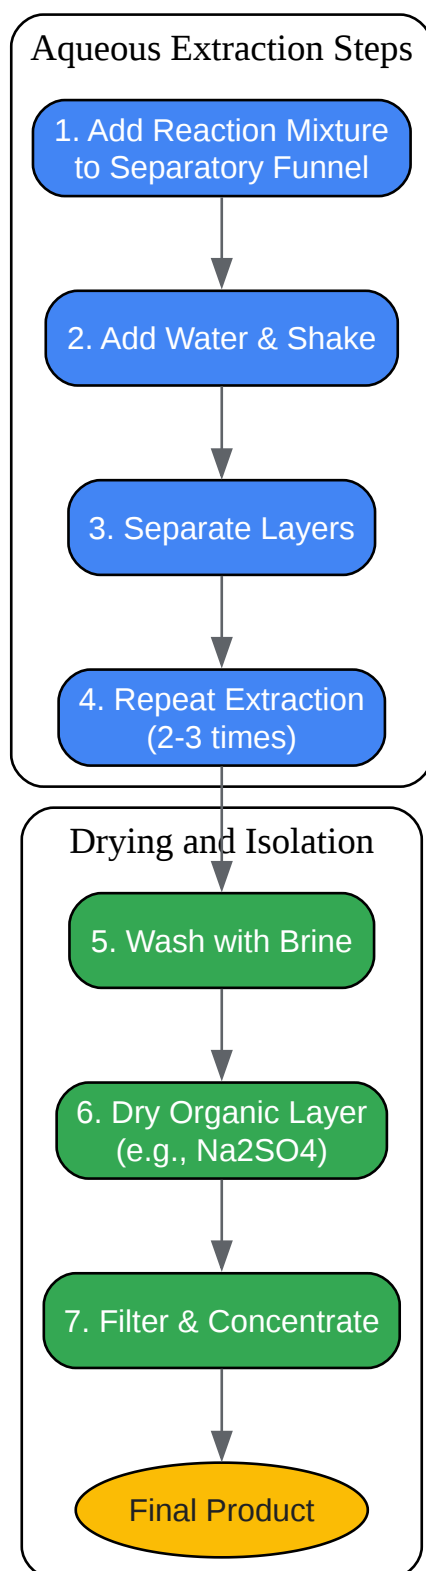 Aqueous Extraction Steps
1. Add Reaction Mixture
to Separatory Funnel
2. Add Water & Shake
3. Separate Layers
4. Repeat Extraction
(2-3 times)
Drying and Isolation
5. Wash with Brine
6. Dry Organic Layer
(e.g., Na2SO4)
7. Filter & Concentrate
Final Product